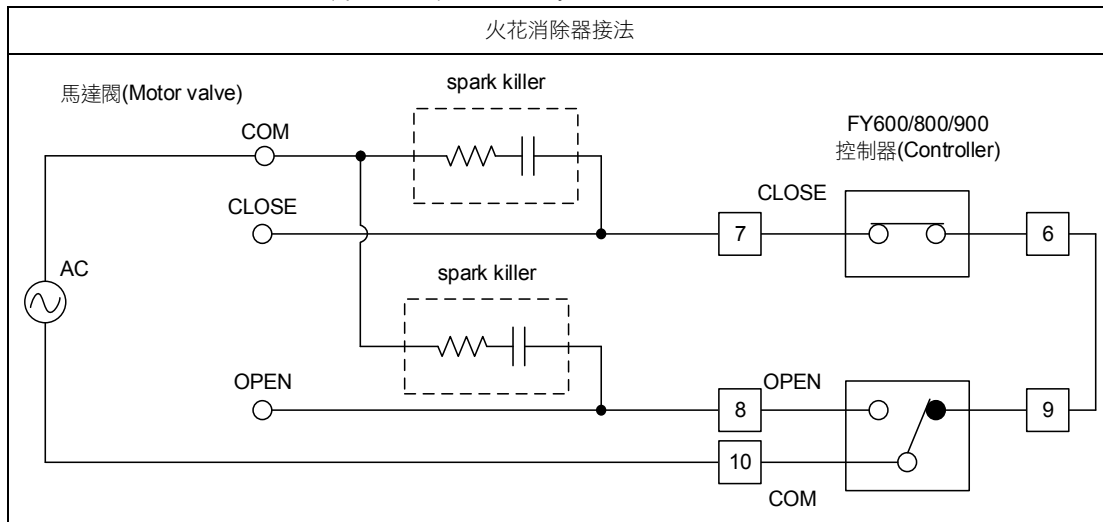 火花消除器接法
馬達閥(Motor valve)
spark killer
COM
FY600/800/900
控制器(Controller)
CLOSE
CLOSE
7
6
AC
spark killer
OPEN
OPEN
8
9
10
COM